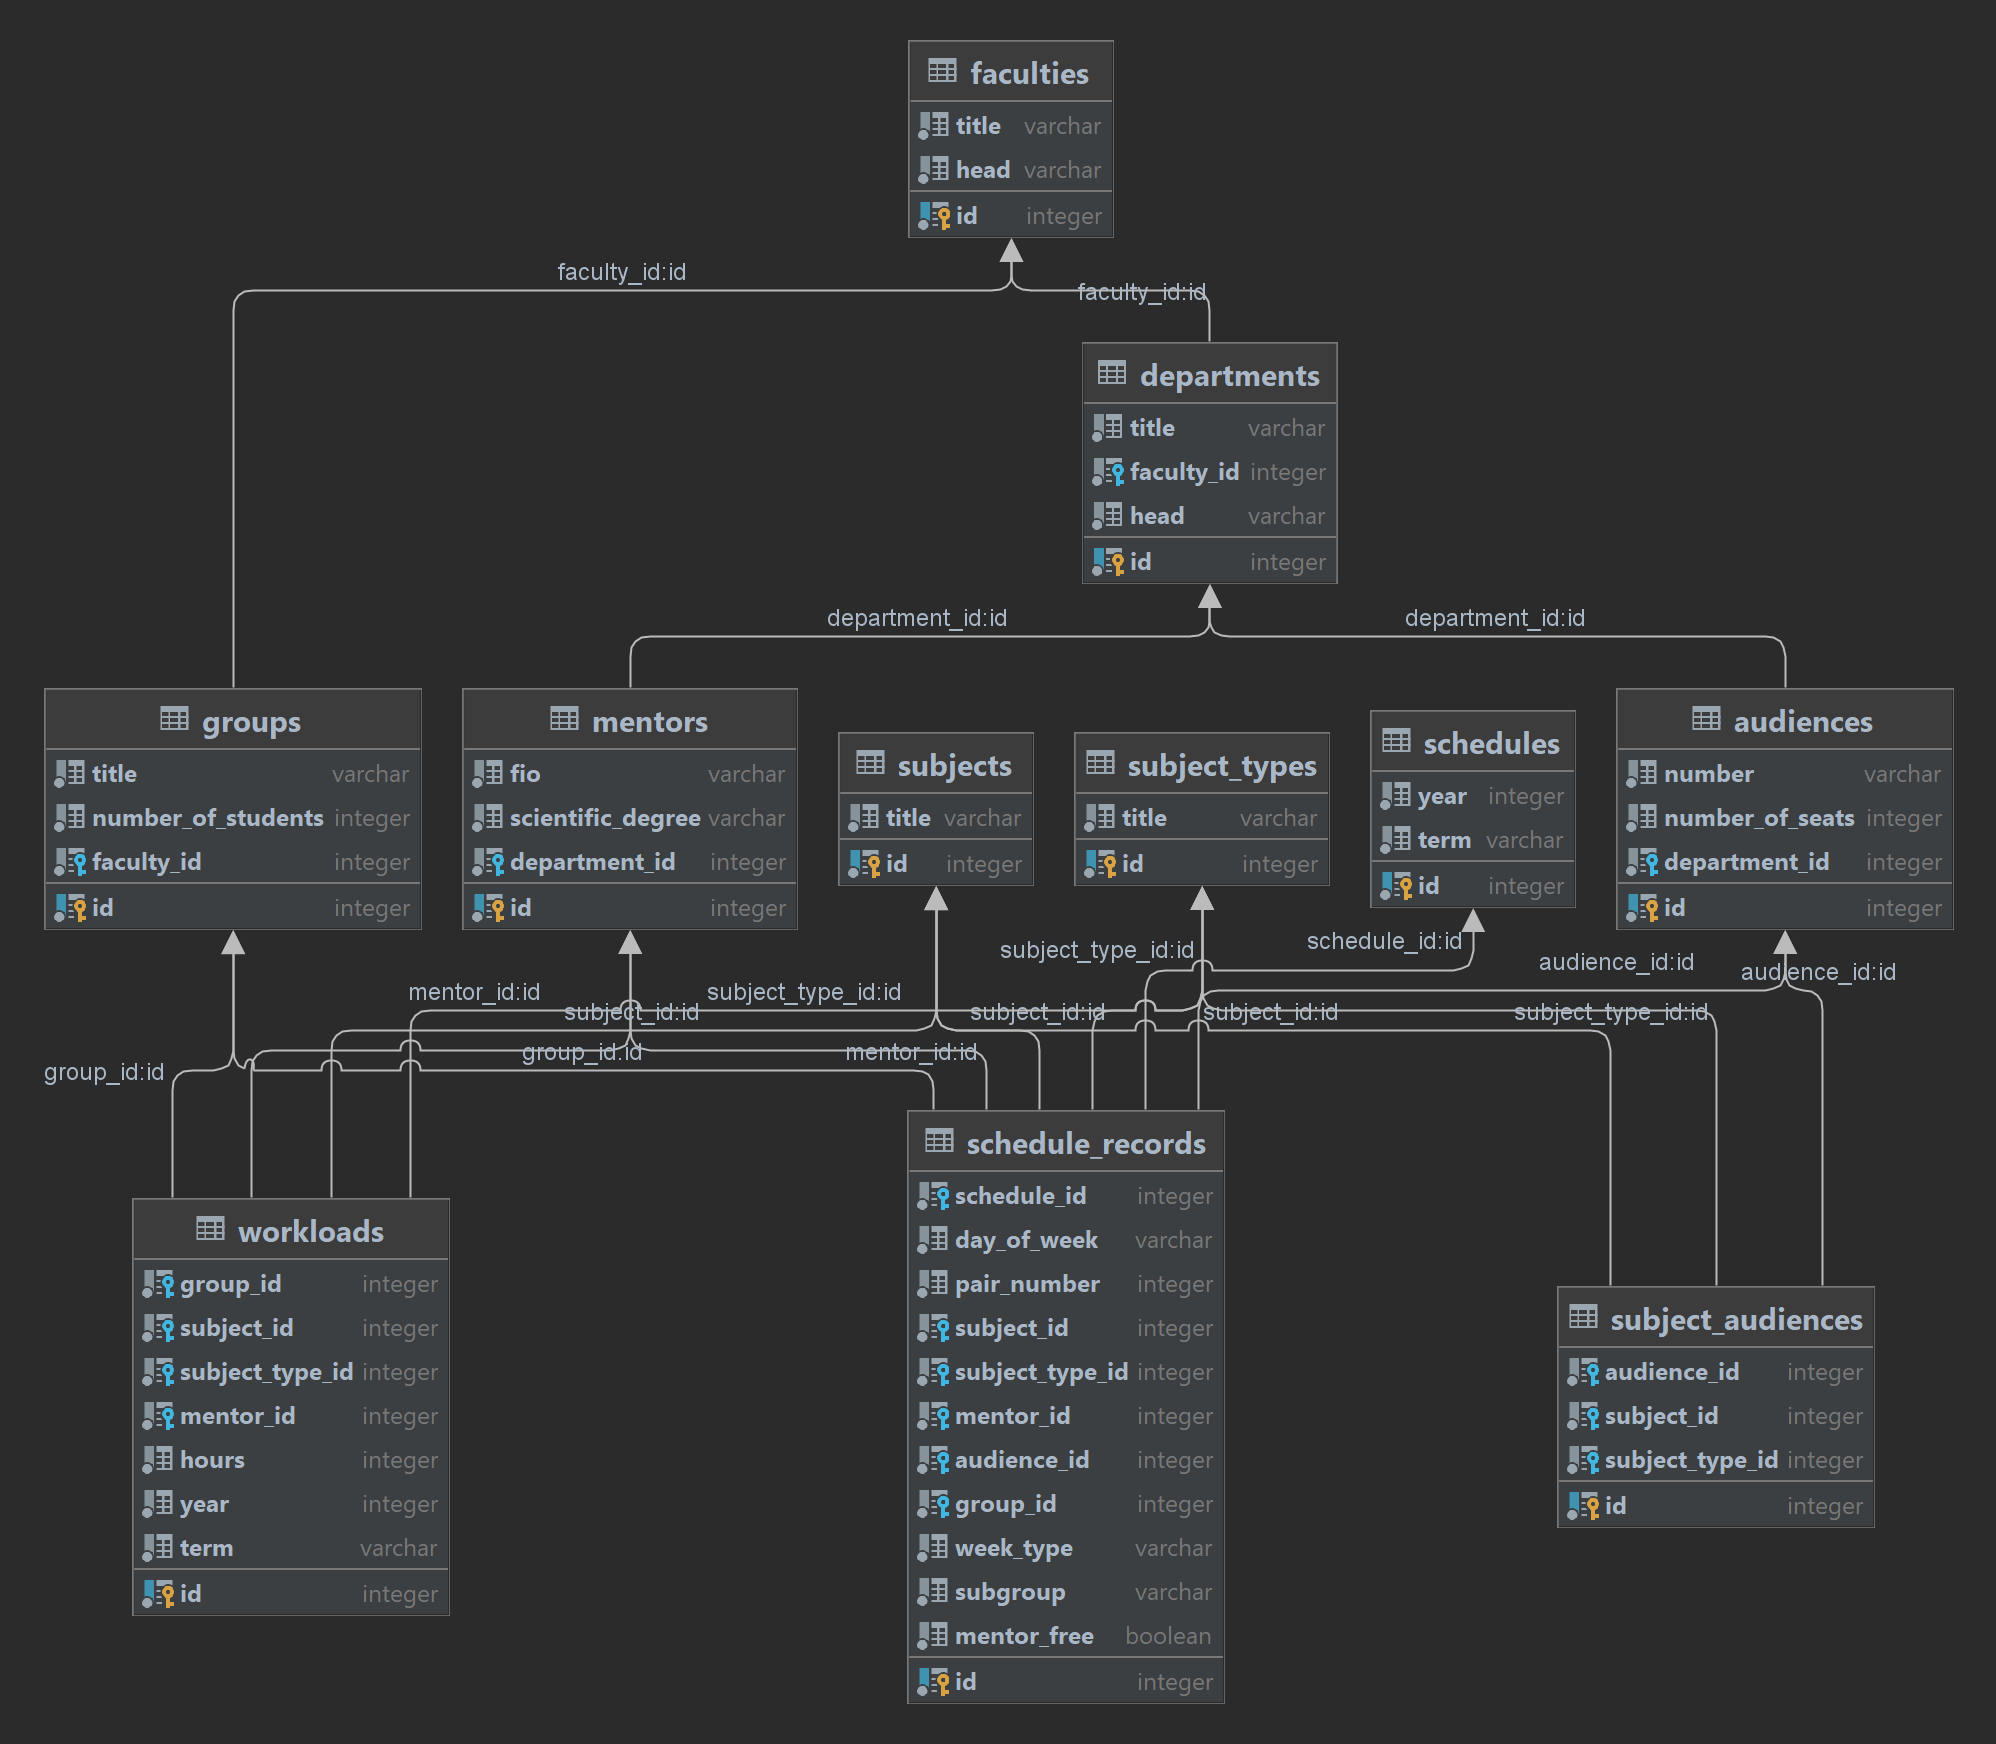 faculties
title varchar
head varchar
id integer
faculty_id:id
faculty_id:id
departments
title varchar
faculty_id integer
head varchar
id integer
department_id:id
department_id:id
groups
title varchar
number_of_students integer
faculty_id integer
id integer
mentors
fio varchar
scientific_degree varchar
department_id integer
id integer
subjects
title varchar
id integer
subject_types
title varchar
id integer
schedules
year integer
term varchar
id integer
audiences
number varchar
number_of_seats integer
department_id integer
id integer
subject_type_id:id
schedule_id:id
audience_id:id
audience_id:id
mentor_id:id
subject_type_id:id
subject_id:id
subject_id:id
subject_id:id
subject_type_id:id
group_id:id
group_id:id
mentor_id:id
workloads
group_id integer
subject_id integer
subject_type_id integer
mentor_id integer
hours integer
year integer
term varchar
id integer
schedule_records
schedule_id integer
day_of_week varchar
pair_number integer
subject_id integer
subject_type_id integer
mentor_id integer
audience_id integer
group_id integer
week_type varchar
subgroup varchar
mentor_free boolean
id integer
subject_audiences
audience_id integer
subject_id integer
subject_type_id integer
id integer